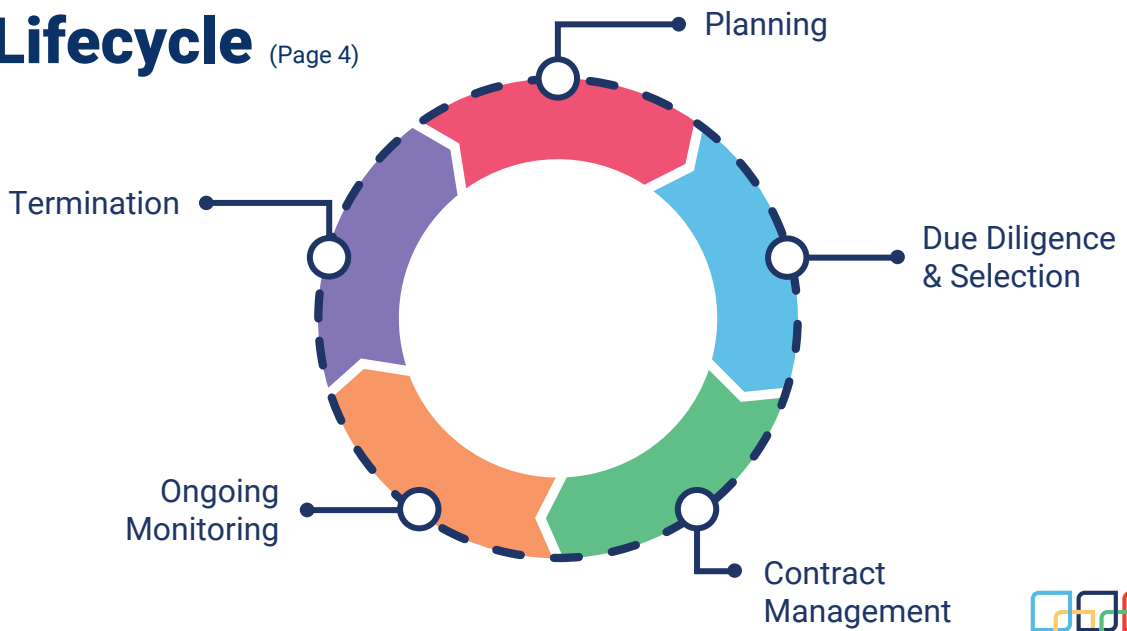 Lifecycle (Page 4)
Planning
Termination
Due Diligence
& Selection
Ongoing
Monitoring
Contract
Management